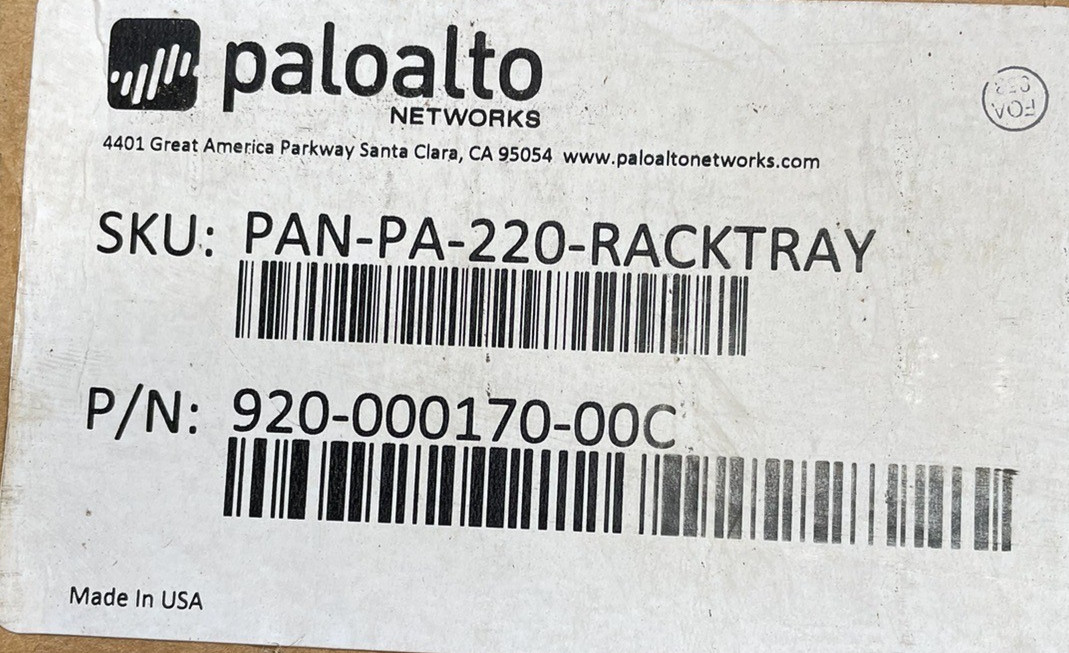 paloalto
NETWORKS
4401 Great America Parkway Santa Clara, CA 95054 www.paloaltonetworks.com
SKU: PAN-PA-220-RACKTRAY
P/N: 920-000170-00C
Made In USA